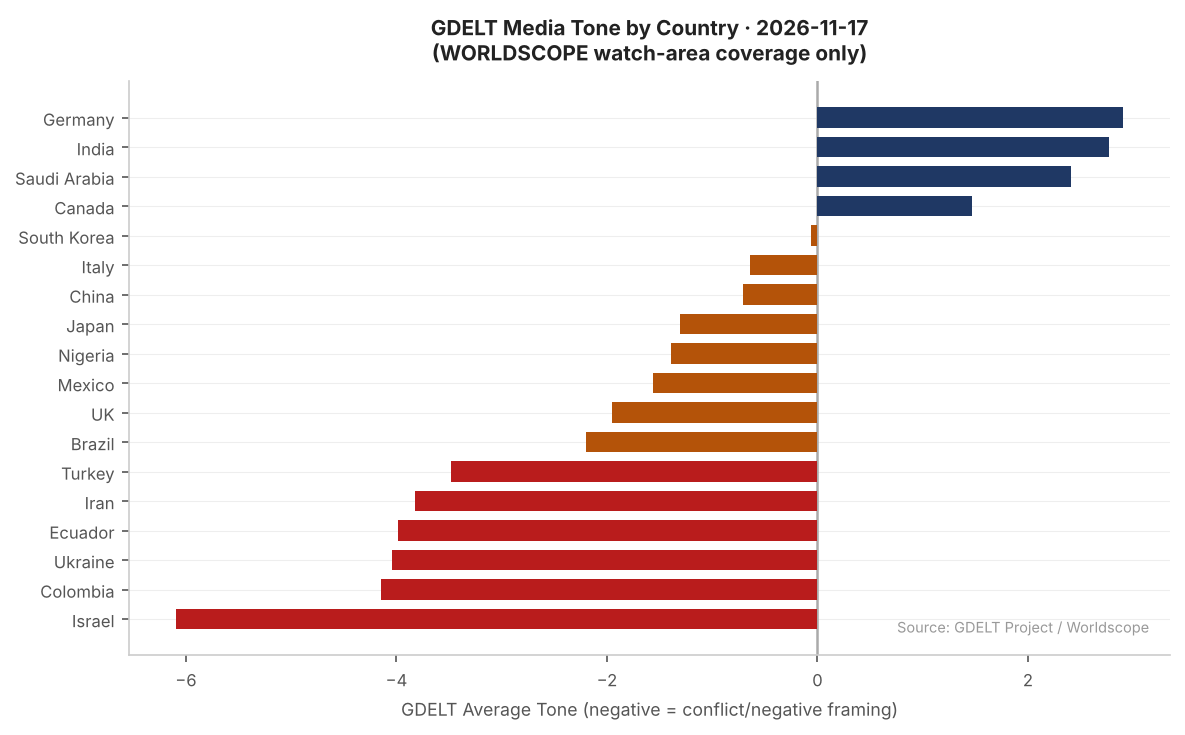 GDELT Media Tone by Country · 2026-11-17
(WORLDSCOPE watch-area coverage only)
Germany
India
Saudi Arabia
Canada
South Korea
Italy
China
Japan
Nigeria
Mexico
UK
Brazil
Turkey
Iran
Ecuador
Ukraine
Colombia
Israel
Source: GDELT Project / Worldscope
−6 −4 −2 0 2
GDELT Average Tone (negative = conflict/negative framing)